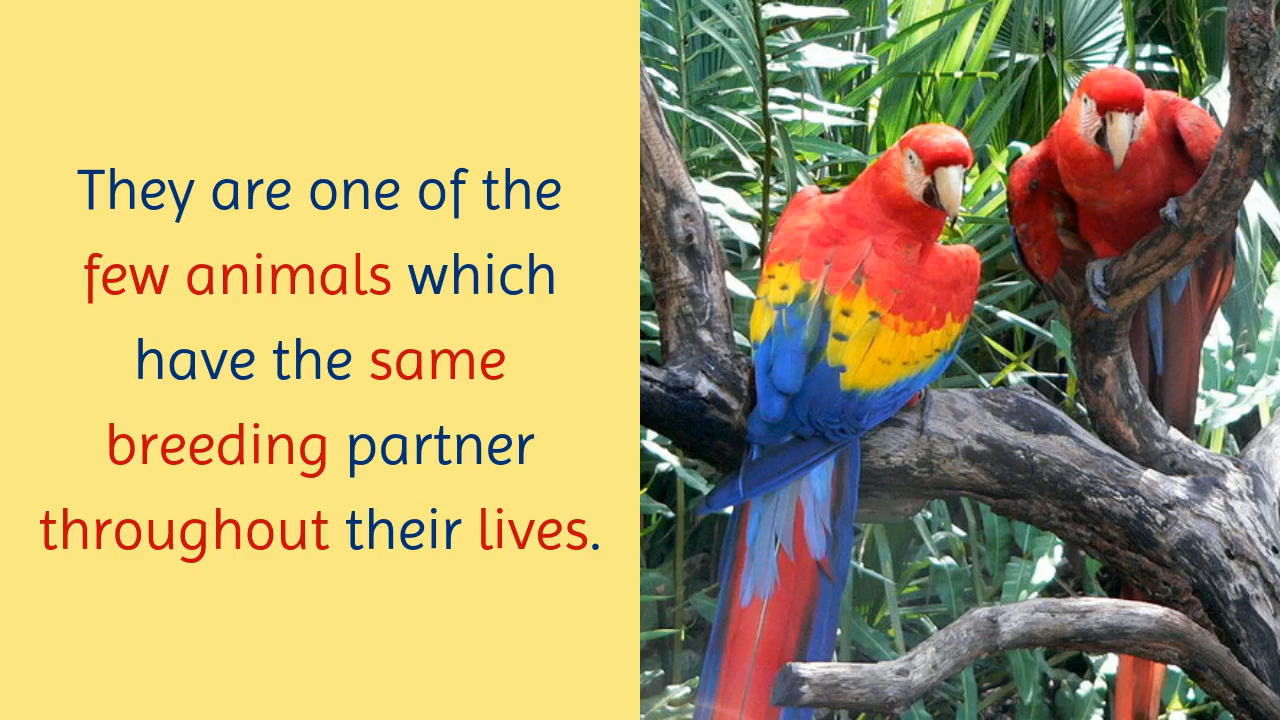 They are one of the
few animals which
have the same
breeding partner
throughout their lives.